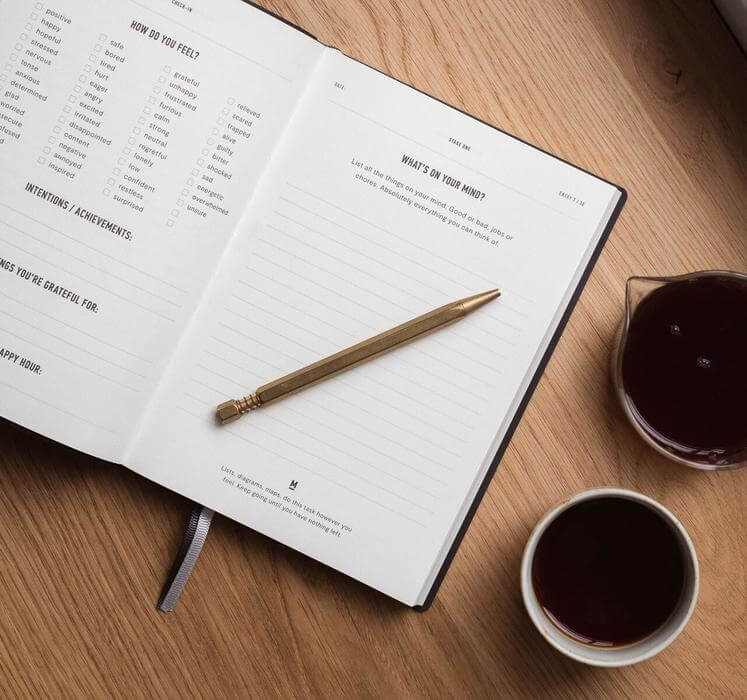 CHECK-IN
HOW DO YOU FEEL?
positive
happy
hopeful
stressed
nervous
tense
anxious
determined
glad
worried
safe
bored
tired
hurt
eager
angry
excited
irritated
disappointed
content
negative
annoyed
inspired
grateful
unhappy
frustrated
furious
calm
strong
neutral
regretful
lonely
low
confident
restless
surprised
relieved
scared
trapped
alive
guilty
bitter
shocked
sad
energetic
overwhelmed
unsure
INTENTIONS / ACHIEVEMENTS:
YOU'RE GRATEFUL FOR:
HOUR:
DATE:
STAGE ONE
ENTRY 1 / 30
WHAT'S ON YOUR MIND?
List all the things on your mind. Good or bad, jobs or
chores. Absolutely everything you can think of.
Lists, diagrams, maps, do this task however you
feel. Keep going until you have nothing left.